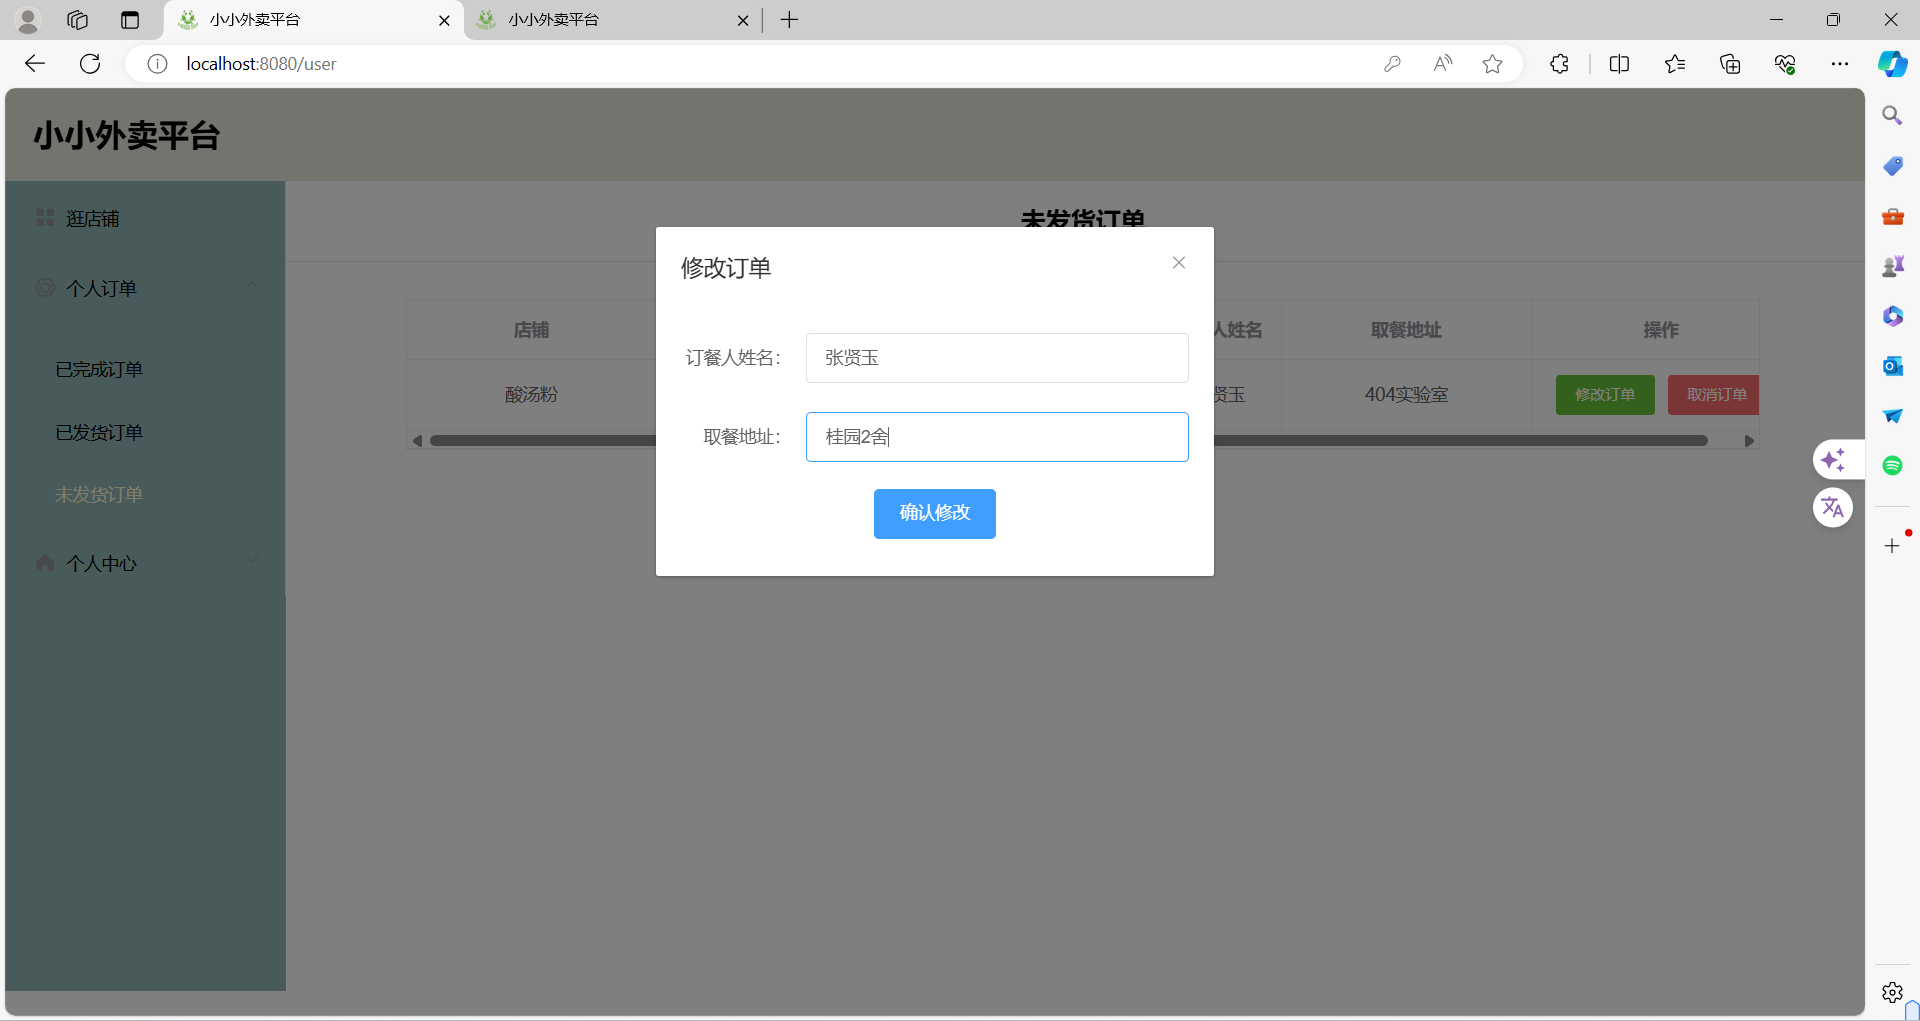 小小外卖平台
小小外卖平台
localhost:8080/user
小小外卖平台
逛店铺
个人订单
已完成订单
已发货订单
未发货订单
个人中心
未发货订单
店铺
人姓名
取餐地址
操作
酸汤粉
贤玉
404实验室
修改订单
取消订单
修改订单
订餐人姓名：
张贤玉
取餐地址：
桂园2舍
确认修改